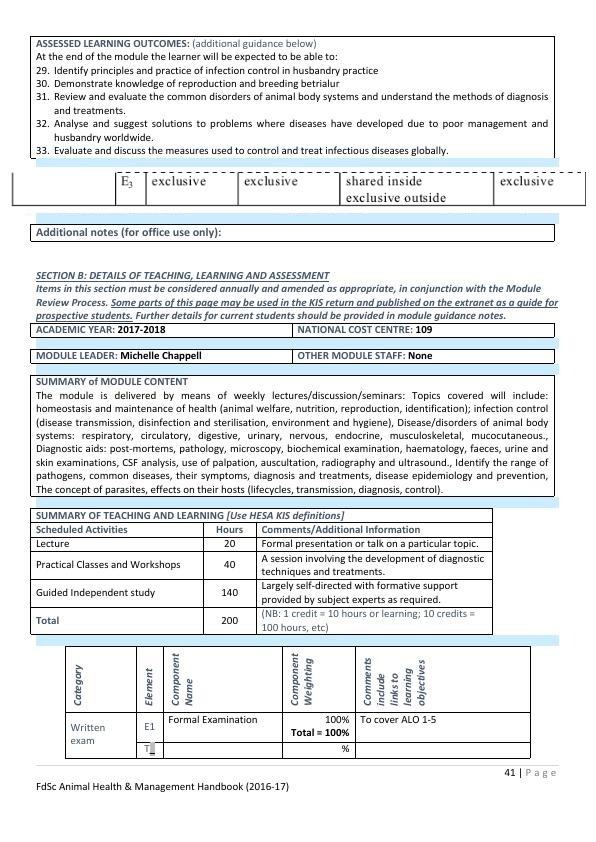 ASSESSED LEARNING OUTCOMES: (additional guidance below)
At the end of the module the learner will be expected to be able to:
29. Identify principles and practice of infection control in husbandry practice
30. Demonstrate knowledge of reproduction and breeding betrialur
31. Review and evaluate the common disorders of animal body systems and understand the methods of diagnosis
and treatments.
32. Analyse and suggest solutions to problems where diseases have developed due to poor management and
husbandry worldwide.
33. Evaluate and discuss the measures used to control and treat infectious diseases globally.
E3 exclusive exclusive shared inside exclusive
exclusive outside
Additional notes (for office use only):
SECTION B: DETAILS OF TEACHING, LEARNING AND ASSESSMENT
Items in this section must be considered annually and amended as appropriate, in conjunction with the Module
Review Process. Some parts of this page may be used in the KIS return and published on the extranet as a guide for
prospective students. Further details for current students should be provided in module guidance notes.
ACADEMIC YEAR: 2017-2018 NATIONAL COST CENTRE: 109
MODULE LEADER: Michelle Chappell OTHER MODULE STAFF: None
SUMMARY of MODULE CONTENT
The module is delivered by means of weekly lectures/discussion/seminars: Topics covered will include:
homeostasis and maintenance of health (animal welfare, nutrition, reproduction, identification); infection control
(disease transmission, disinfection and sterilisation, environment and hygiene), Disease/disorders of animal body
systems: respiratory, circulatory, digestive, urinary, nervous, endocrine, musculoskeletal, mucocutaneous.,
Diagnostic aids: post-mortems, pathology, microscopy, biochemical examination, haematology, faeces, urine and
skin examinations, CSF analysis, use of palpation, auscultation, radiography and ultrasound., Identify the range of
pathogens, common diseases, their symptoms, diagnosis and treatments, disease epidemiology and prevention,
The concept of parasites, effects on their hosts (lifecycles, transmission, diagnosis, control).
SUMMARY OF TEACHING AND LEARNING [Use HESA KIS definitions]
Scheduled Activities Hours Comments/Additional Information
Lecture 20 Formal presentation or talk on a particular topic.
Practical Classes and Workshops 40 A session involving the development of diagnostic
techniques and treatments.
Guided Independent study 140 Largely self-directed with formative support
provided by subject experts as required.
Total 200 (NB: 1 credit = 10 hours or learning; 10 credits =
100 hours, etc)
Category Element Component Name Component Weighting Comments include links to learning objectives
Written exam E1 Formal Examination 100% To cover ALO 1-5
Total = 100%
T %
41 | Page
FdSc Animal Health & Management Handbook (2016-17)